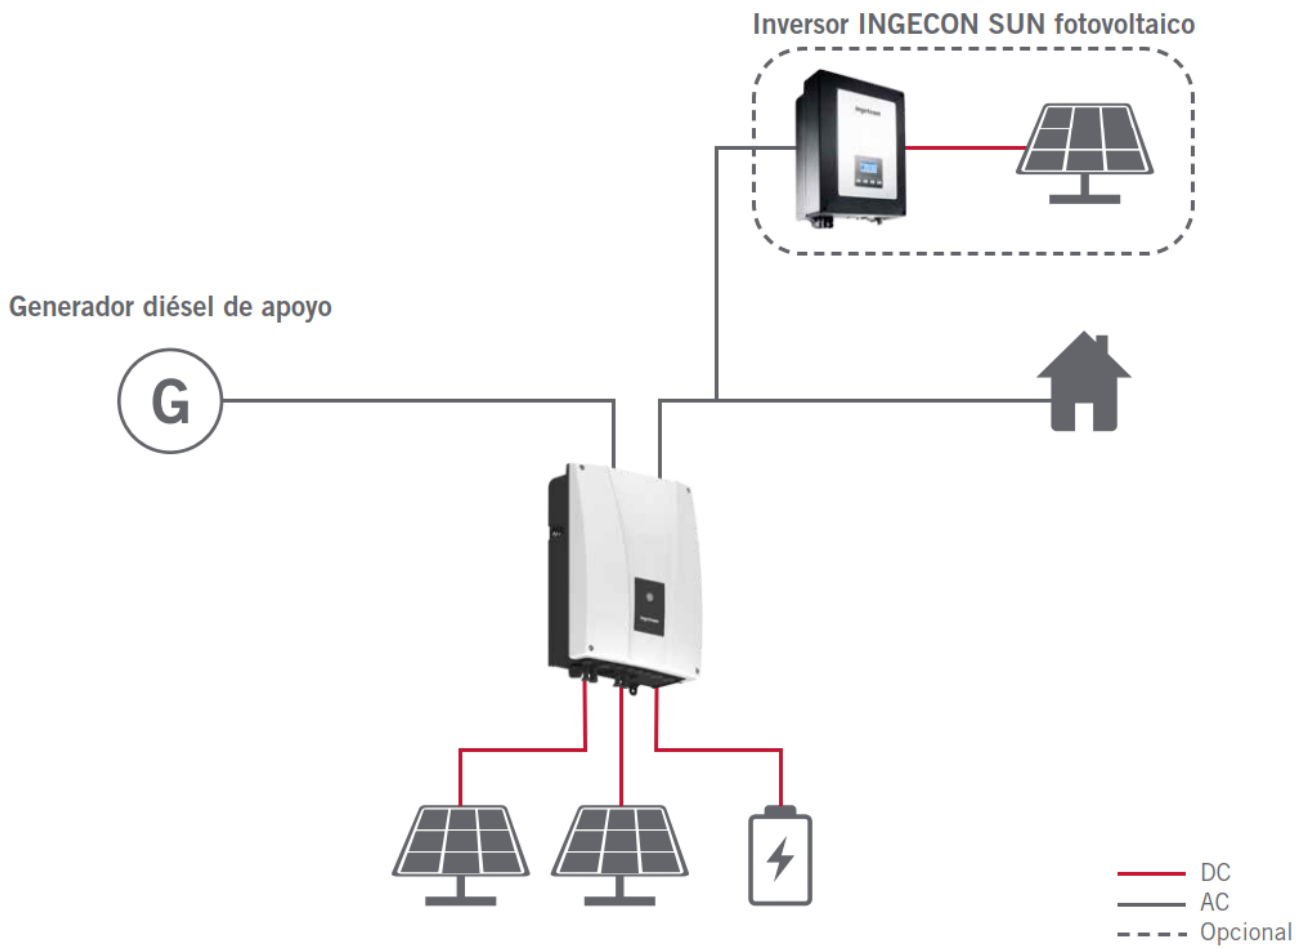 Inversor INGECON SUN fotovoltaico
Generador diésel de apoyo
G
DC
AC
Opcional